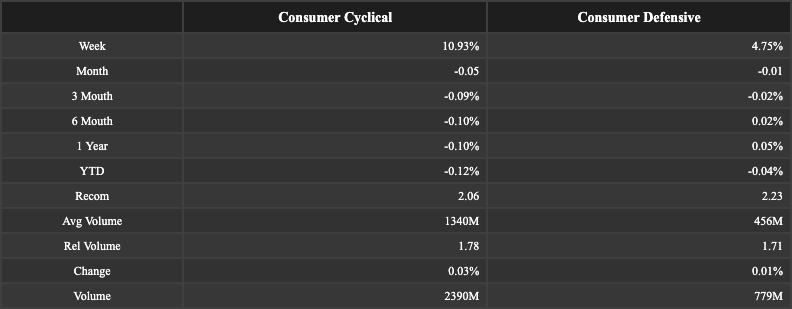 Consumer Cyclical Consumer Defensive
Week 10.93% 4.75%
Month -0.05 -0.01
3 Mouth -0.09% -0.02%
6 Mouth -0.10% 0.02%
1 Year -0.10% 0.05%
YTD -0.12% -0.04%
Recom 2.06 2.23
Avg Volume 1340M 456M
Rel Volume 1.78 1.71
Change 0.03% 0.01%
Volume 2390M 779M